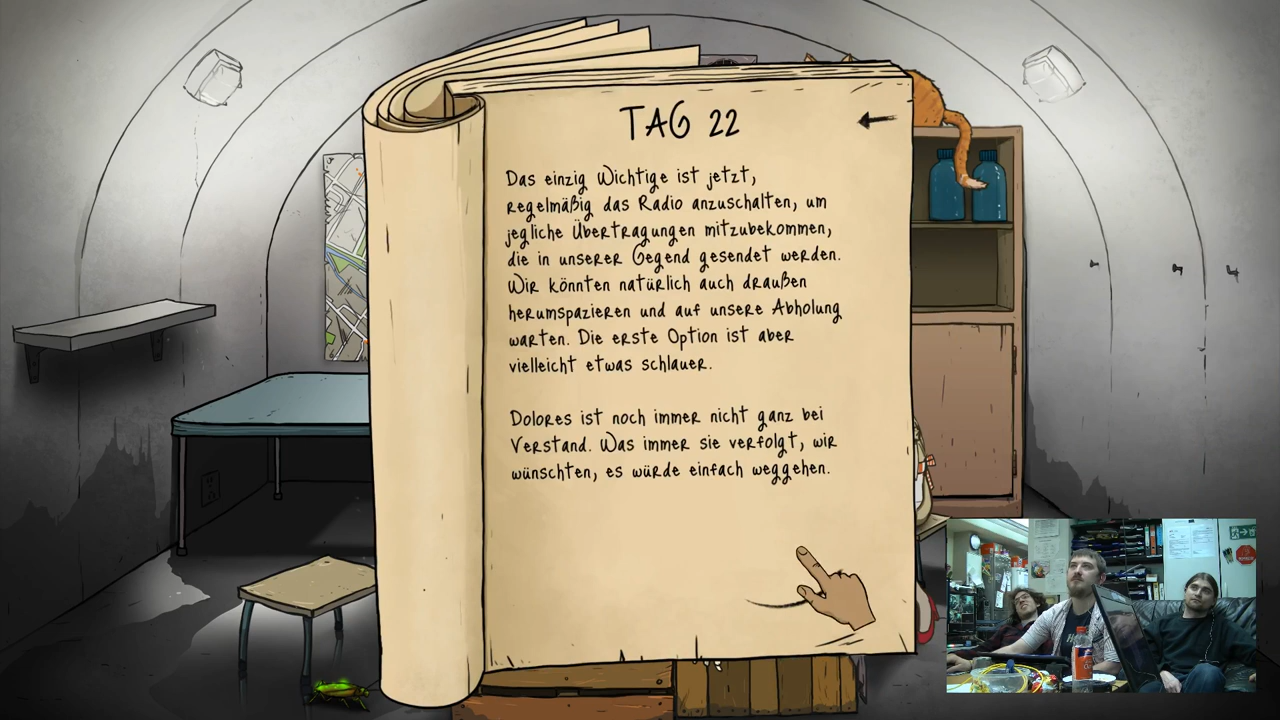 TAG 22
Das einzig Wichtige ist jetzt,
regelmäßig das Radio anzuschalten, um
jegliche Übertragungen mitzubekommen,
die in unserer Gegend gesendet werden.
Wir könnten natürlich auch draußen
herumspazieren und auf unsere Abholung
warten. Die erste Option ist aber
vielleicht etwas schlauer.
Dolores ist noch immer nicht ganz bei
Verstand. Was immer sie verfolgt, wir
wünschten, es würde einfach weggehen.